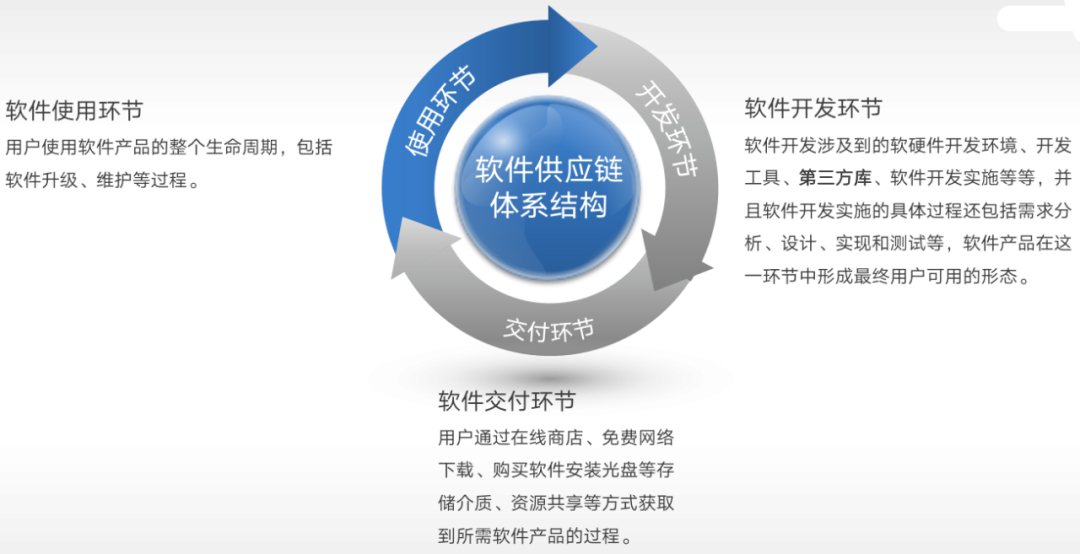 软件使用环节
用户使用软件产品的整个生命周期，包括
软件升级、维护等过程。
使用环节
开发环节
交付环节
软件供应链
体系结构
软件开发环节
软件开发涉及到的软硬件开发环境、开发
工具、第三方库、软件开发实施等等，并
且软件开发实施的具体过程还包括需求分
析、设计、实现和测试等，软件产品在这
一环节中形成最终用户可用的形态。
软件交付环节
用户通过在线商店、免费网络
下载、购买软件安装光盘等存
储介质、资源共享等方式获取
到所需软件产品的过程。